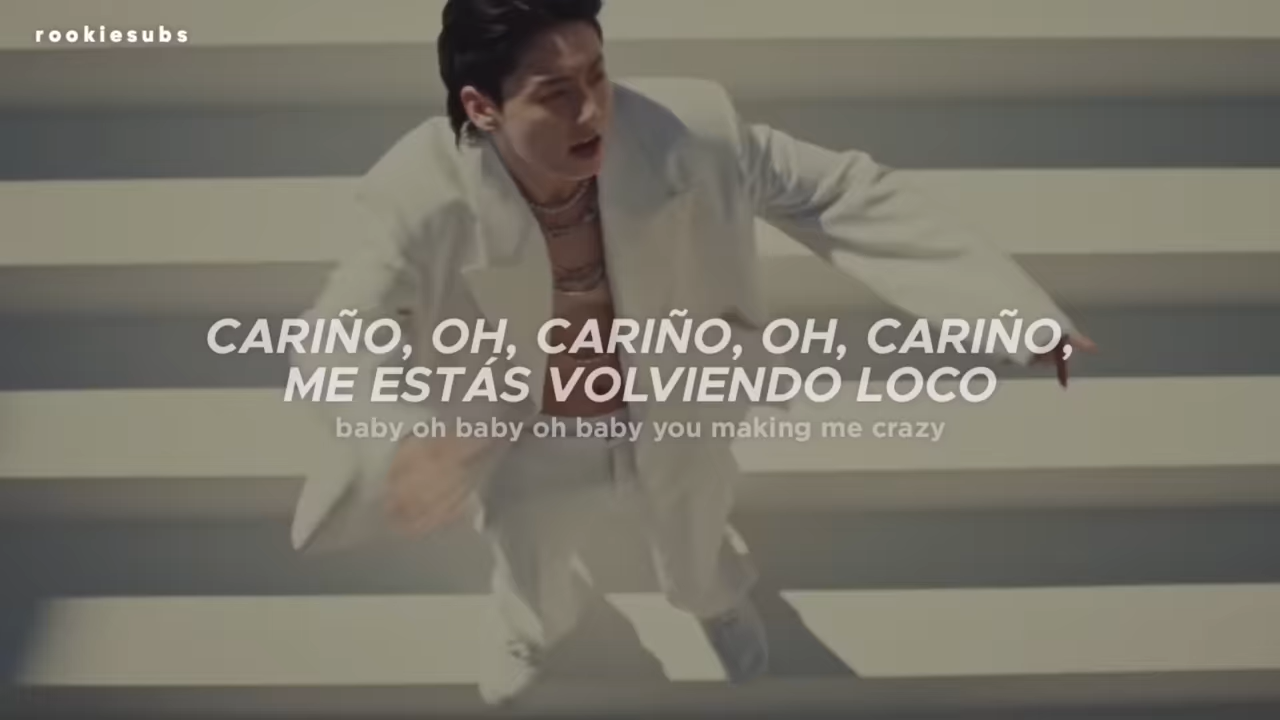 rookiesubs
CARIÑO, OH, CARIÑO, OH, CARIÑO,
ME ESTÁS VOLVIENDO LOCO
baby oh baby oh baby you making me crazy